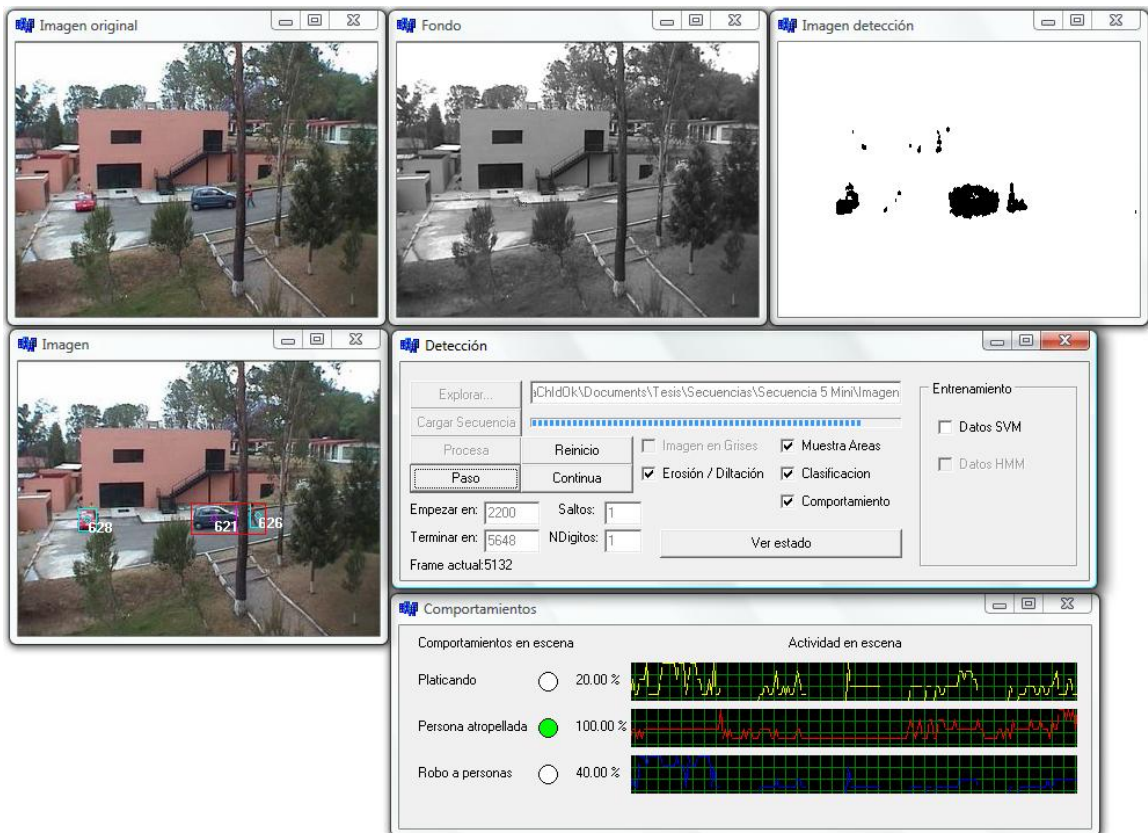 Imagen original
Fondo
Imagen detección
Imagen
628
621
626
Detección
Explorar...
aChIdOk\Documents\Tesis\Secuencias\Secuencia 5 Mini\Imagen
Cargar Secuencia
Procesa
Reinicio
Paso
Continua
Imagen en Grises
Muestra Areas
Erosión / Diltación
Clasificacion
Comportamiento
Empezar en: 2200
Saltos: 1
Terminar en: 5648
NDigitos: 1
Ver estado
Frame actual:5132
Entrenamiento
Datos SVM
Datos HMM
Comportamientos
Comportamientos en escena
Actividad en escena
Platicando 20.00 %
Persona atropellada 100.00 %
Robo a personas 40.00 %